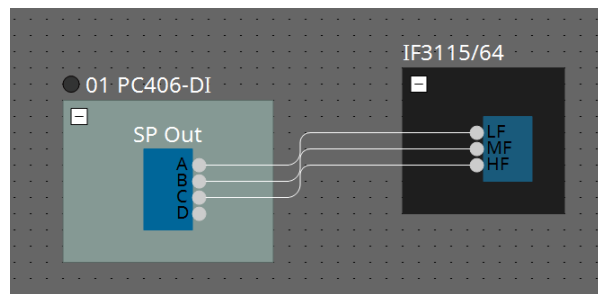 IF3115/64
01 PC406-DI
SP Out
A
B
C
D
LF
MF
HF